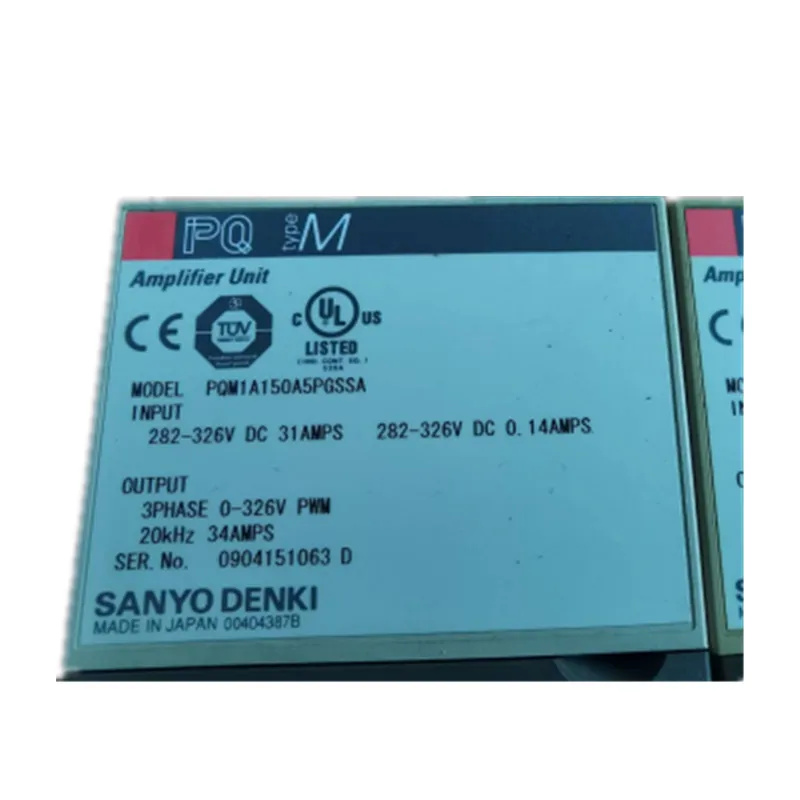 PQ type M
Amplifier Unit
CE TÜV C UL US
LISTED
MODEL PQM1A150A5PGSSA
INPUT
282-326V DC 31AMPS 282-326V DC 0.14AMPS
OUTPUT
3PHASE 0-326V PWM
20kHz 34AMPS
SER. No. 0904151063 D
SANYO DENKI
MADE IN JAPAN 00404387B
Amp